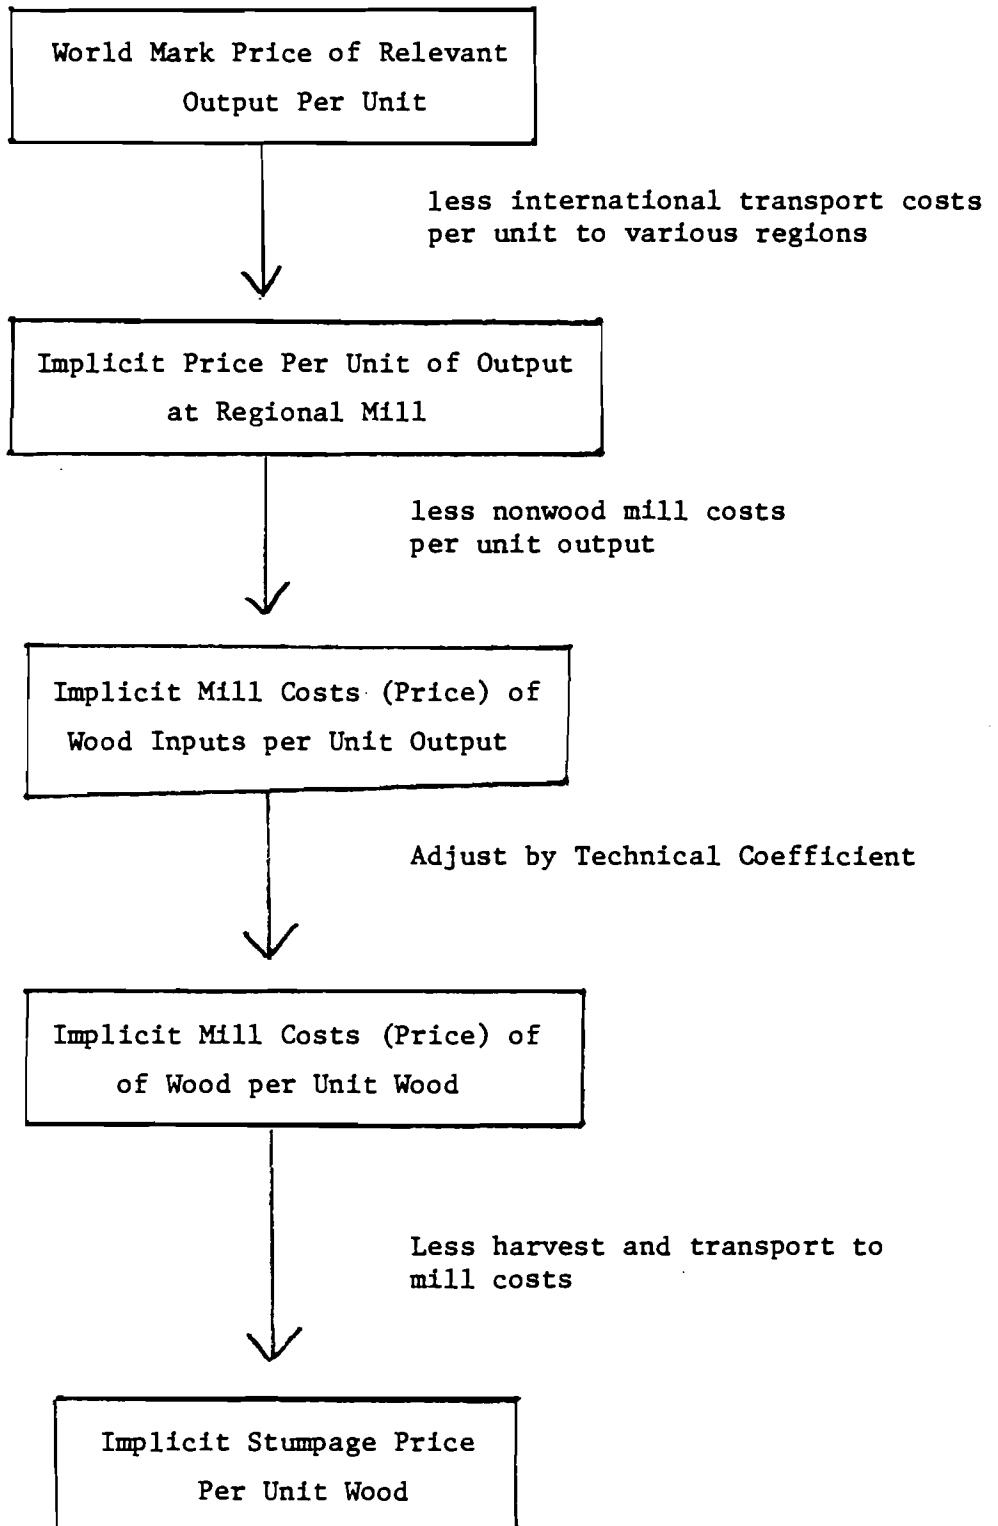 World Mark Price of Relevant
Output Per Unit
less international transport costs
per unit to various regions
Implicit Price Per Unit of Output
at Regional Mill
less nonwood mill costs
per unit output
Implicit Mill Costs (Price) of
Wood Inputs per Unit Output
Adjust by Technical Coefficient
Implicit Mill Costs (Price) of
of Wood per Unit Wood
Less harvest and transport to
mill costs
Implicit Stumpage Price
Per Unit Wood